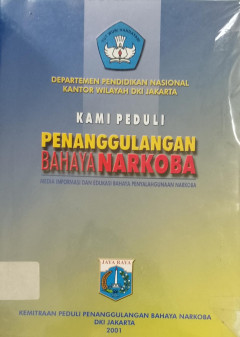 DEPARTEMEN PENDIDIKAN NASIONAL
KANTOR WILAYAH DKI JAKARTA
KAMI PEDULI
PENANGGULANGAN
BAHAYA NARKOBA
MEDIA INFORMASI DAN EDUKASI BAHAYA PENYALAHGUNAAN NARKOBA
JAYA RAYA
KEMITRAAN PEDULI PENANGGULANGAN BAHAYA NARKOBA
DKI JAKARTA
2001